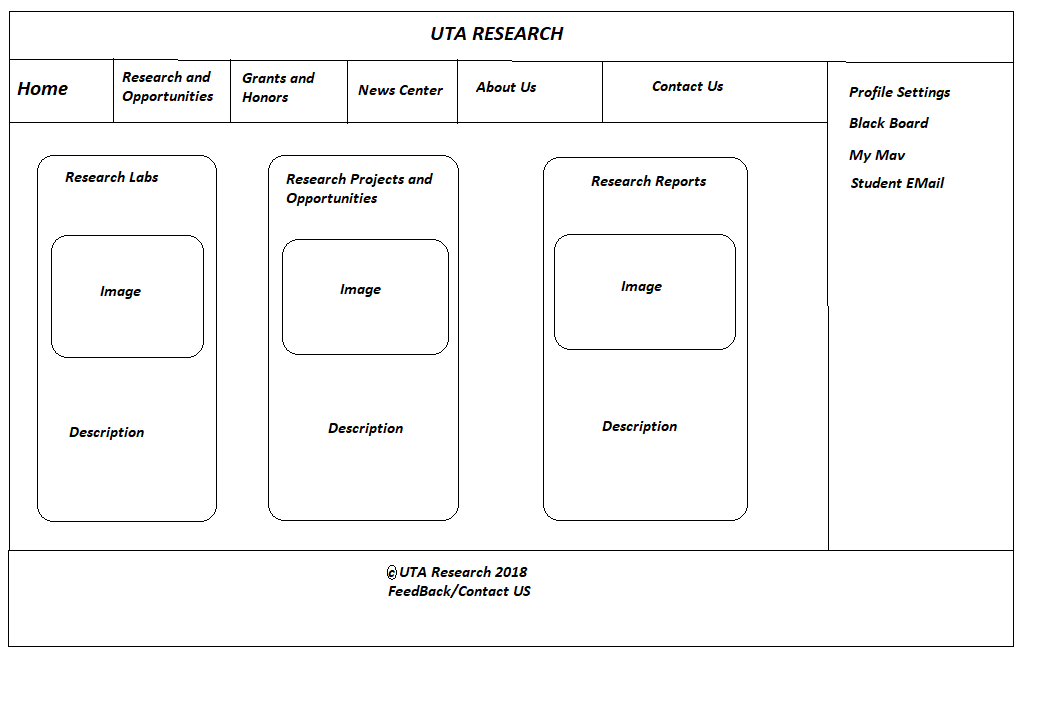 UTA RESEARCH
Home
Research and
Opportunities
Grants and
Honors
News Center
About Us
Contact Us
Profile Settings
Black Board
My Mav
Student EMail
Research Labs
Image
Description
Research Projects and
Opportunities
Image
Description
Research Reports
Image
Description
©UTA Research 2018
FeedBack/Contact US